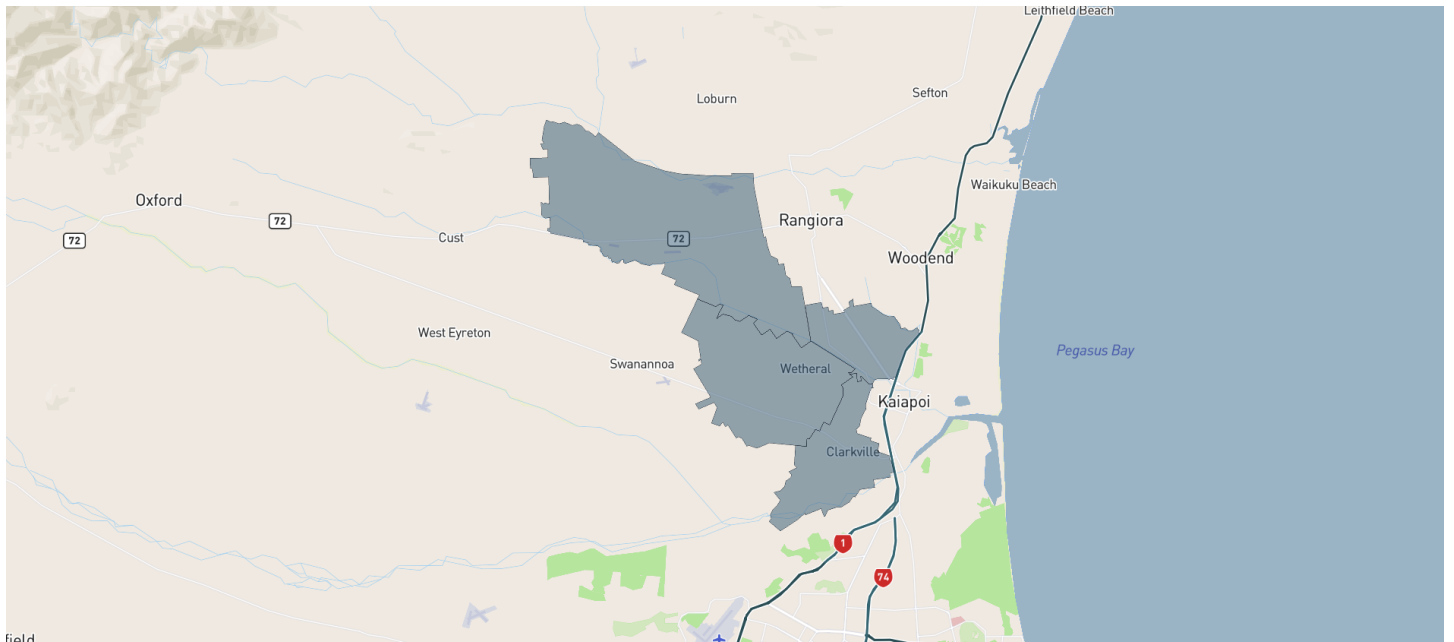 Leithfield Beach
Loburn
Sefton
Waikuku Beach
Oxford
72
Rangiora
72
Cust
72
Woodend
West Eyreton
Pegasus Bay
Swanannoa
Wetheral
Kaiapoi
Clarkville
1
74
field